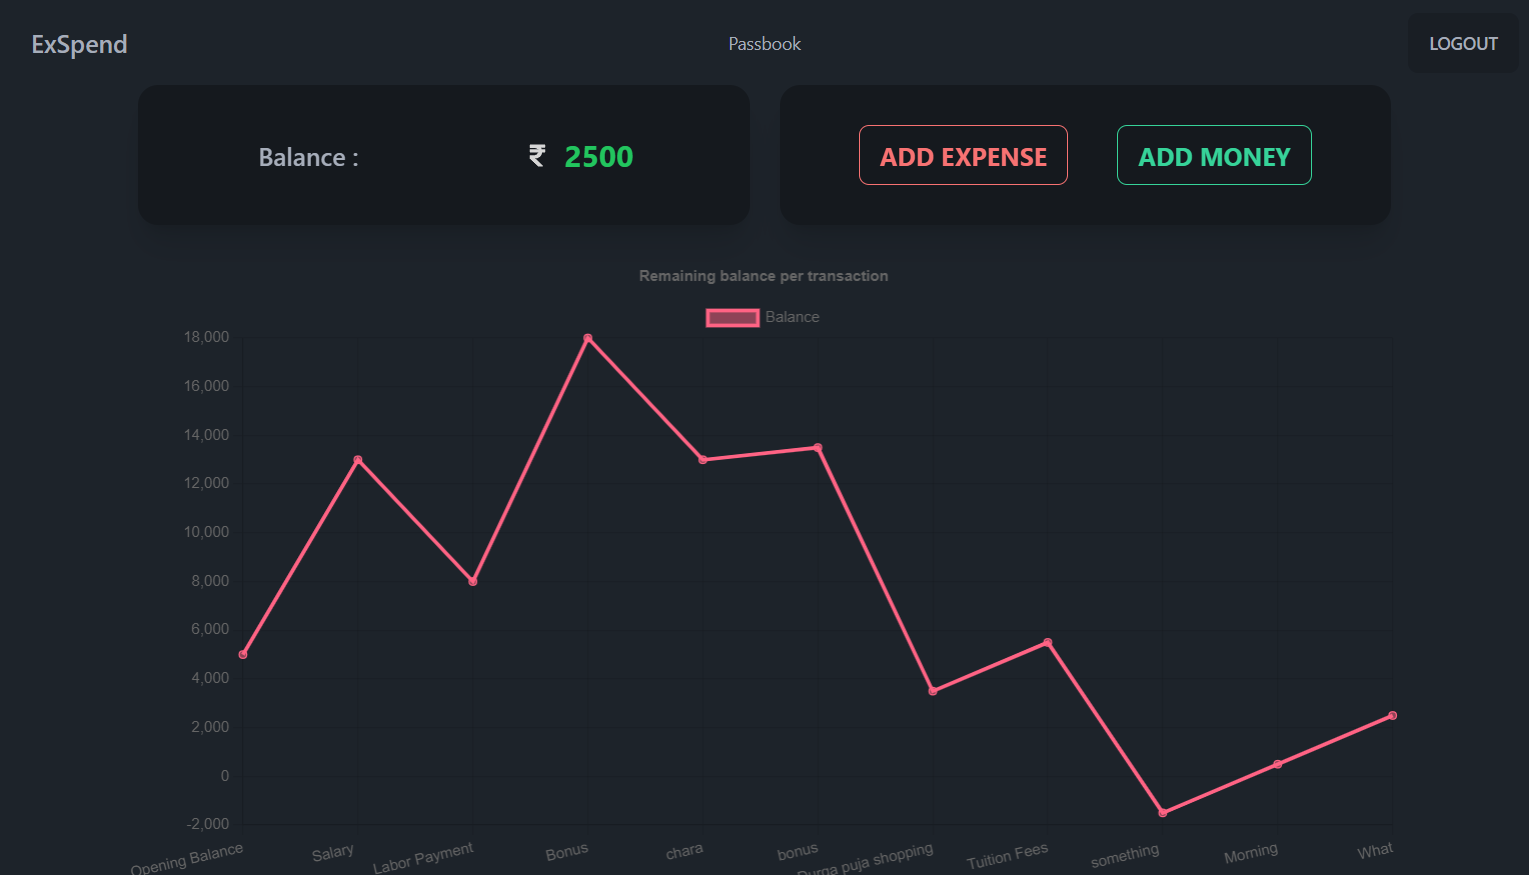 ExSpend
Passbook
LOGOUT
Balance :
₹ 2500
ADD EXPENSE
ADD MONEY
Remaining balance per transaction
Balance
18,000
16,000
14,000
12,000
10,000
8,000
6,000
4,000
2,000
0
-2,000
Opening Balance
Salary
Labor Payment
Bonus
chara
bonus
Durga puja shopping
Tuition Fees
something
Morning
What